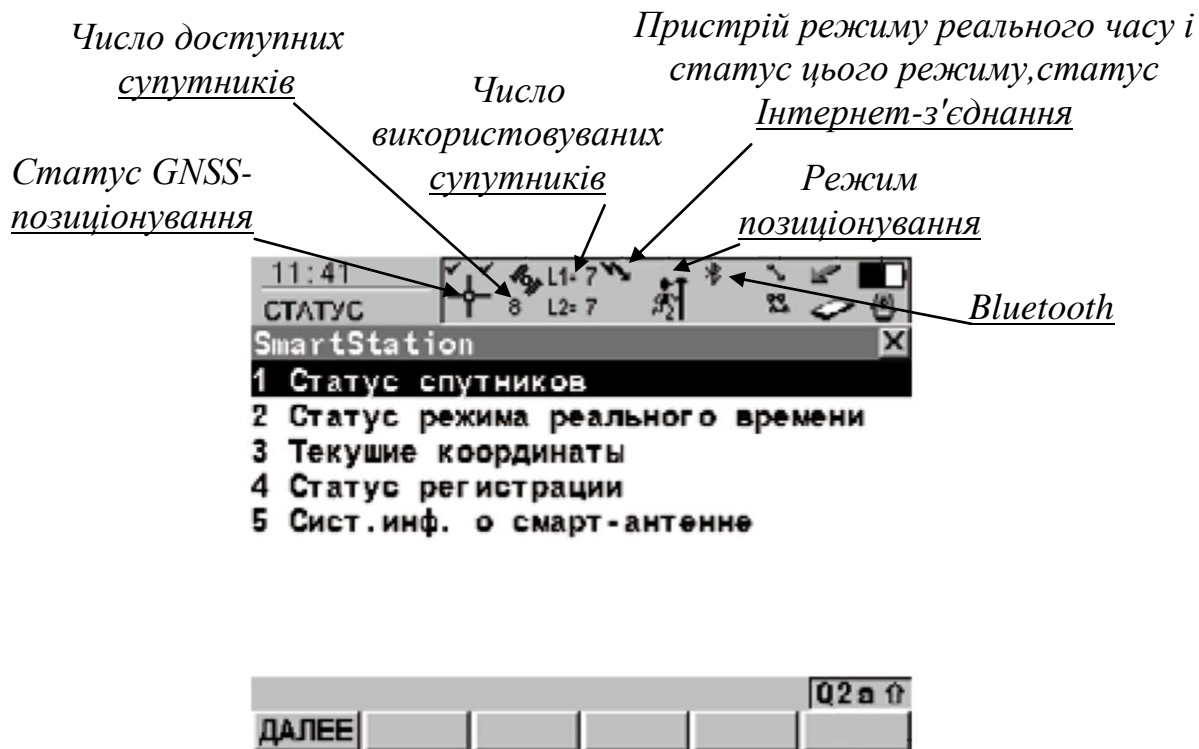 Число доступних
супутників
Пристрій режиму реального часу і
статус цього режиму,статус
Інтернет-з'єднання
Число
використовуваних
супутників
Статус GNSS-
позиціонування
Режим
позиціонування
Bluetooth
11:41
СТАТУС
8
L1= 7
L2= 7
SmartStation
1 Статус спутников
2 Статус режима реального времени
3 Текушие координаты
4 Статус регистрации
5 Сист.инф. о смарт-антенне
Q2a⇧
ДАЛЕЕ